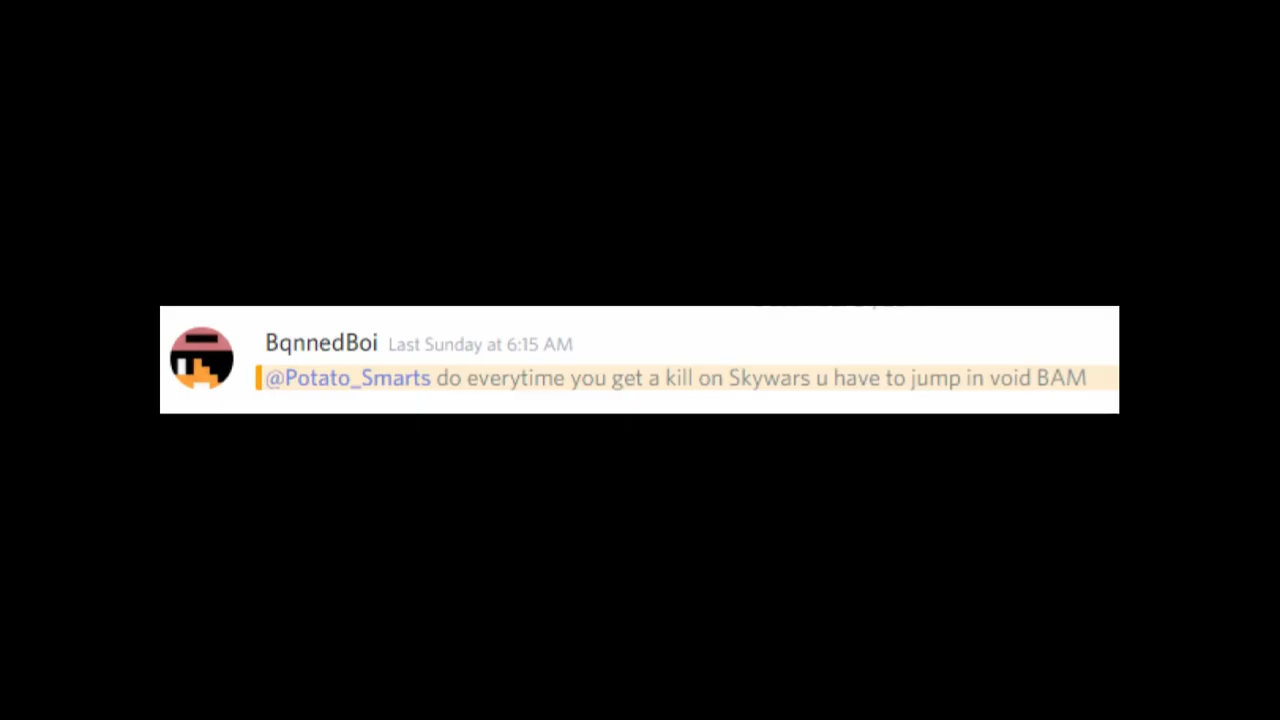 BqnnedBoi Last Sunday at 6:15 AM
@Potato_Smarts do everytime you get a kill on Skywars u have to jump in void BAM